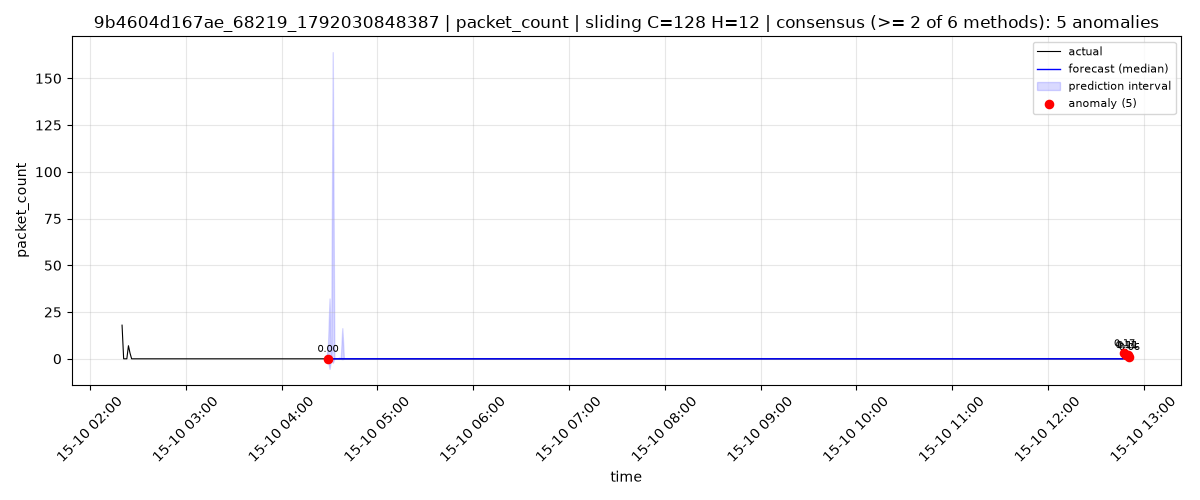 9b4604d167ae_68219_1792030848387 | packet_count | sliding C=128 H=12 | consensus (>= 2 of 6 methods): 5 anomalies
actual
forecast (median)
prediction interval
anomaly (5)
150
125
100
75
50
25
0
packet_count
0.00
15-10 02:00
15-10 03:00
15-10 04:00
15-10 05:00
15-10 06:00
15-10 07:00
15-10 08:00
15-10 09:00
15-10 10:00
15-10 11:00
15-10 12:00
15-10 13:00
time